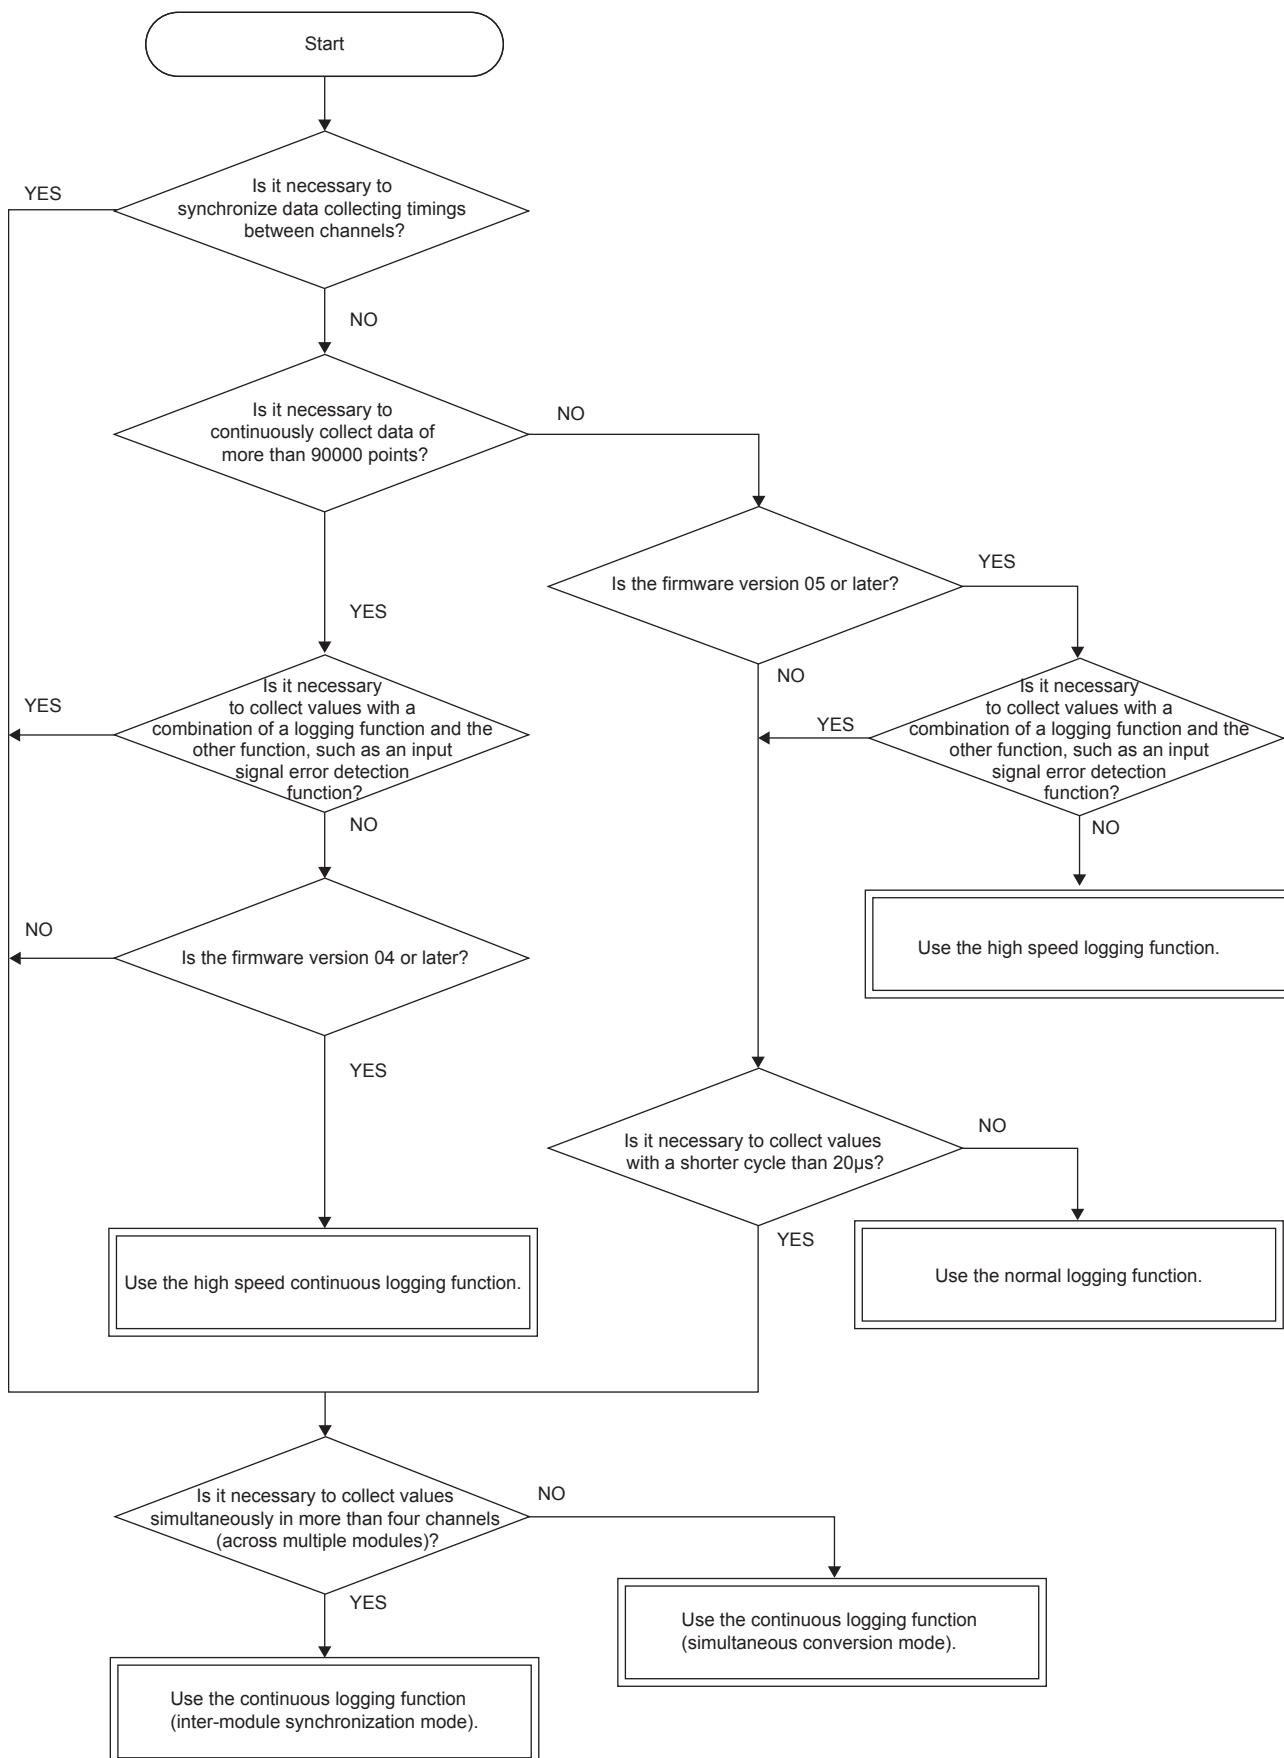 Start
Is it necessary to
synchronize data collecting timings
between channels?
YES
NO
Is it necessary to
continuously collect data of
more than 90000 points?
NO
YES
Is the firmware version 05 or later?
YES
NO
Is it necessary
to collect values with a
combination of a logging function and the
other function, such as an input
signal error detection
function?
YES
NO
Is it necessary
to collect values with a
combination of a logging function and the
other function, such as an input
signal error detection
function?
YES
NO
Use the high speed logging function.
Is the firmware version 04 or later?
NO
YES
Is it necessary to collect values
with a shorter cycle than 20µs?
NO
YES
Use the high speed continuous logging function.
Use the normal logging function.
Is it necessary to collect values
simultaneously in more than four channels
(across multiple modules)?
NO
YES
Use the continuous logging function
(simultaneous conversion mode).
Use the continuous logging function
(inter-module synchronization mode).